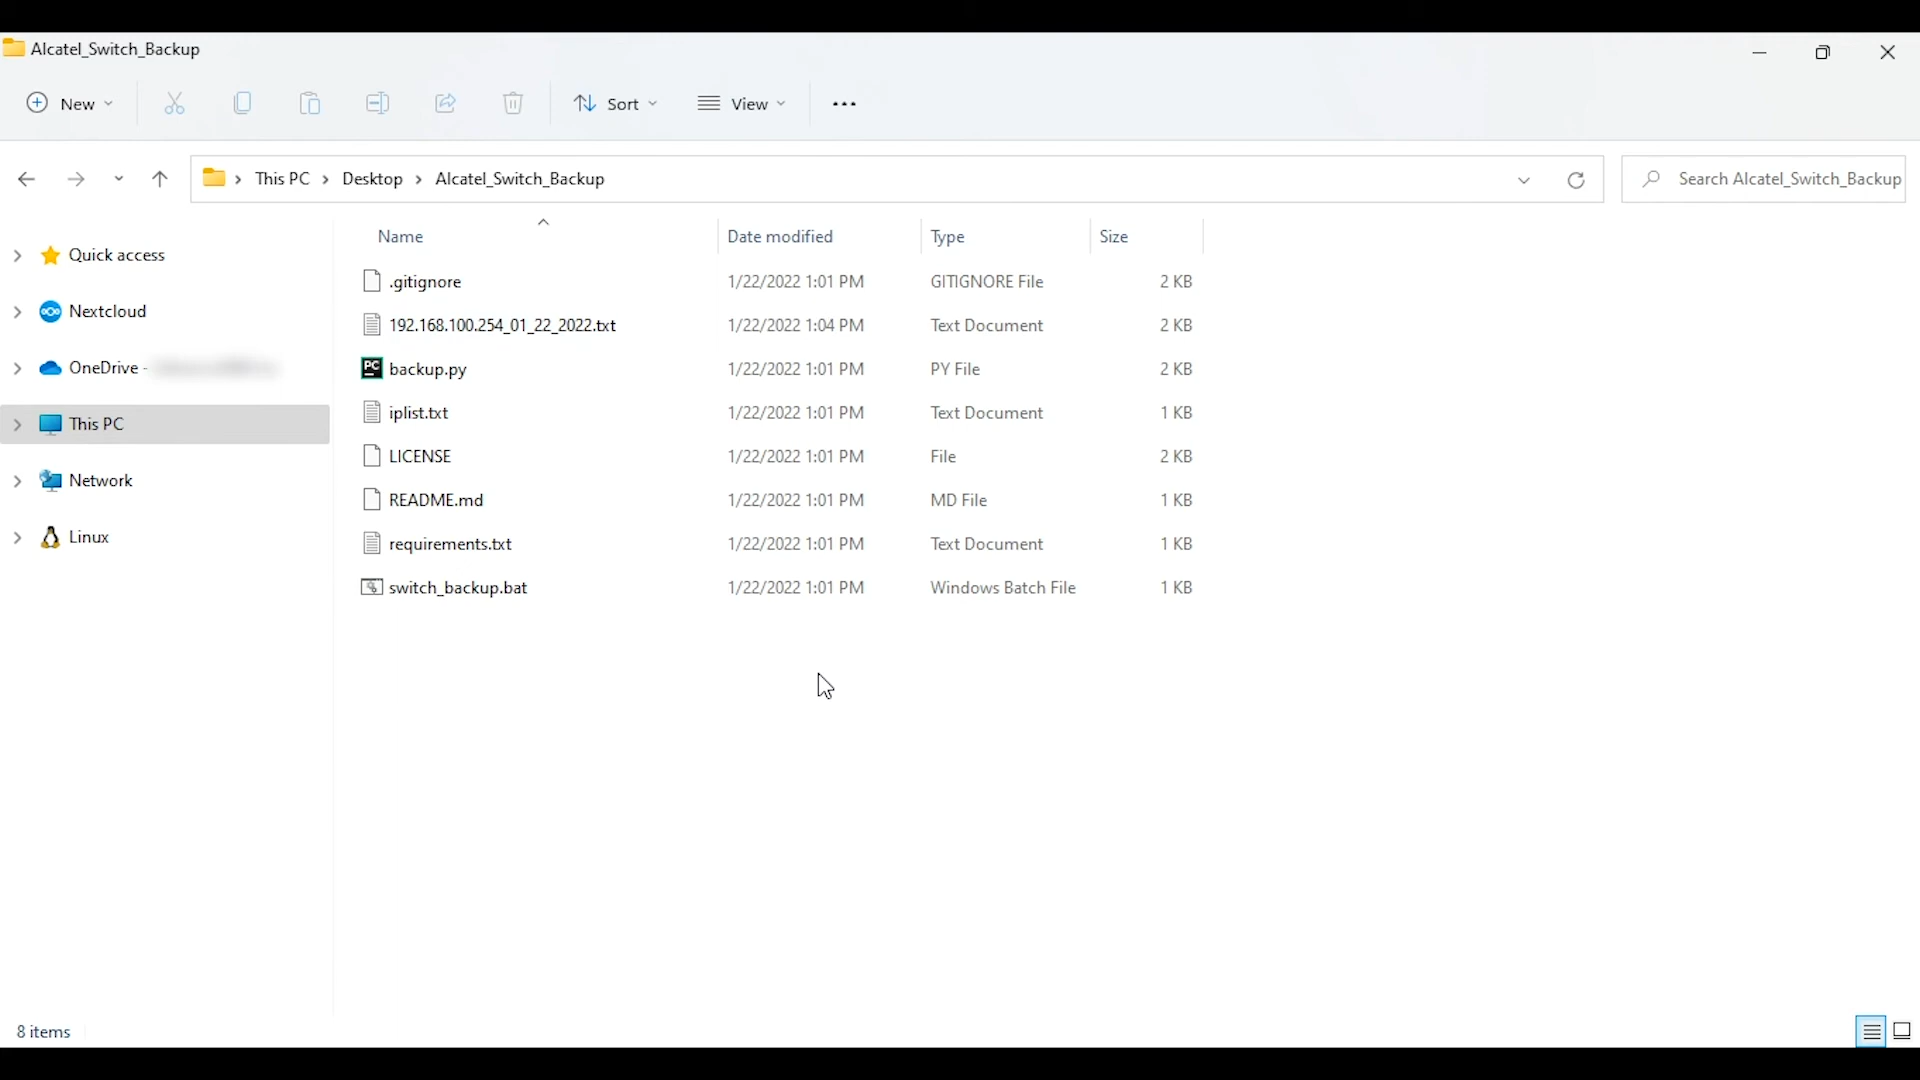 Alcatel_Switch_Backup
New
Sort
View
This PC > Desktop > Alcatel_Switch_Backup
Search Alcatel_Switch_Backup
Name Date modified Type Size
Quick access
Nextcloud
OneDrive -
This PC
Network
Linux
.gitignore 1/22/2022 1:01 PM GITIGNORE File 2 KB
192.168.100.254_01_22_2022.txt 1/22/2022 1:04 PM Text Document 2 KB
PC backup.py 1/22/2022 1:01 PM PY File 2 KB
iplist.txt 1/22/2022 1:01 PM Text Document 1 KB
LICENSE 1/22/2022 1:01 PM File 2 KB
README.md 1/22/2022 1:01 PM MD File 1 KB
requirements.txt 1/22/2022 1:01 PM Text Document 1 KB
switch_backup.bat 1/22/2022 1:01 PM Windows Batch File 1 KB
8 items